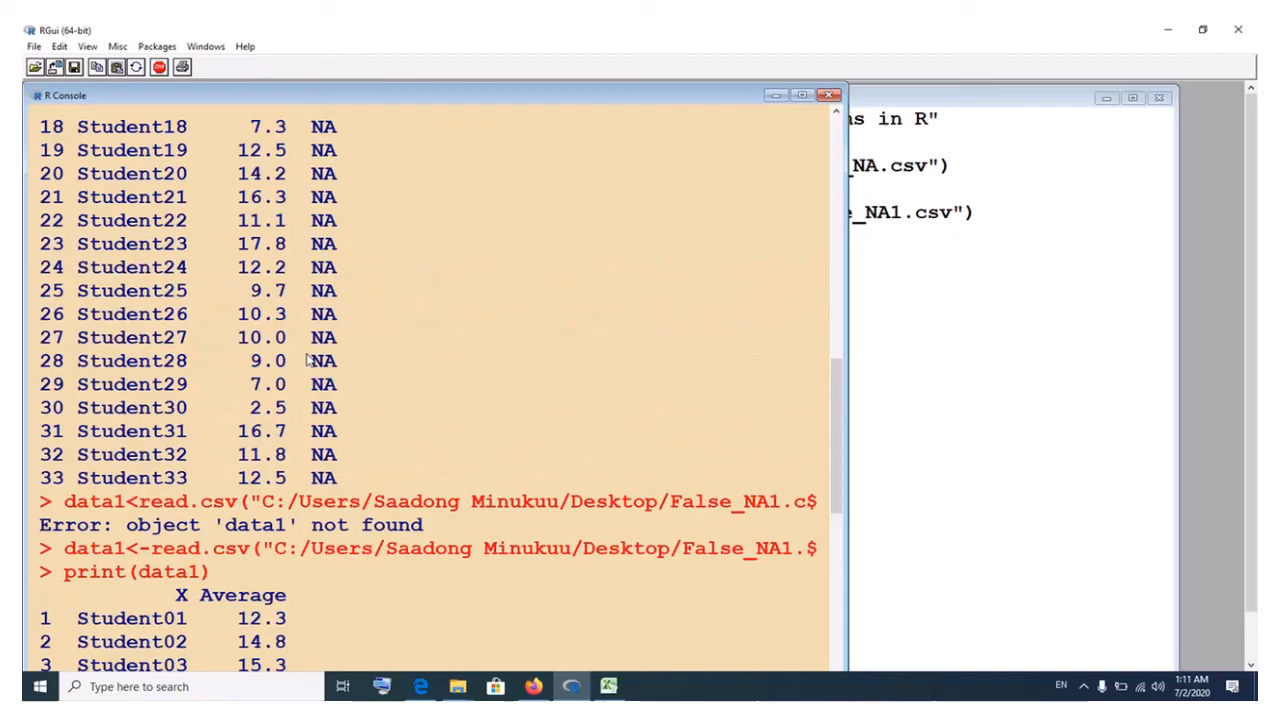 RGui (64-bit)
File Edit View Misc Packages Windows Help
R Console
18 Student18 7.3 NA
19 Student19 12.5 NA
20 Student20 14.2 NA
21 Student21 16.3 NA
22 Student22 11.1 NA
23 Student23 17.8 NA
24 Student24 12.2 NA
25 Student25 9.7 NA
26 Student26 10.3 NA
27 Student27 10.0 NA
28 Student28 9.0 NA
29 Student29 7.0 NA
30 Student30 2.5 NA
31 Student31 16.7 NA
32 Student32 11.8 NA
33 Student33 12.5 NA
> data1<read.csv("C:/Users/Saadong Minukuu/Desktop/False_NA1.c$
Error: object 'data1' not found
> data1<-read.csv("C:/Users/Saadong Minukuu/Desktop/False_NA1.$
> print(data1)
X Average
1 Student01 12.3
2 Student02 14.8
3 Student03 15.3
ns in R"
_NA.csv")
e_NA1.csv")
Type here to search
EN
1:11 AM
7/2/2020